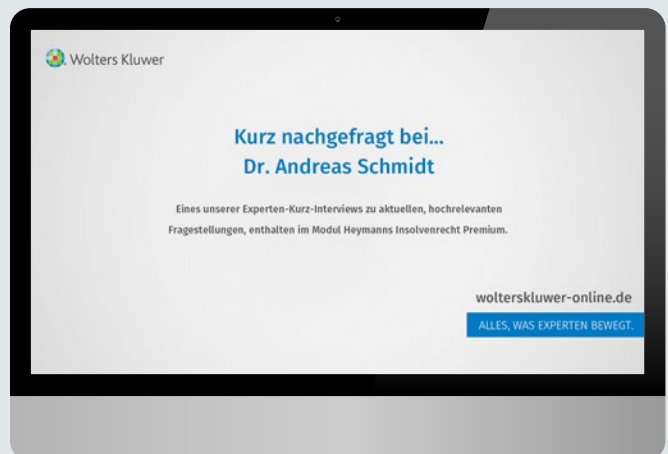 Wolters Kluwer
Kurz nachgefragt bei...
Dr. Andreas Schmidt
Eines unserer Experten-Kurz-Interviews zu aktuellen, hochrelevanten
Fragestellungen, enthalten im Modul Heymanns Insolvenrecht Premium.
wolterskluwer-online.de
ALLES, WAS EXPERTEN BEWEGT.